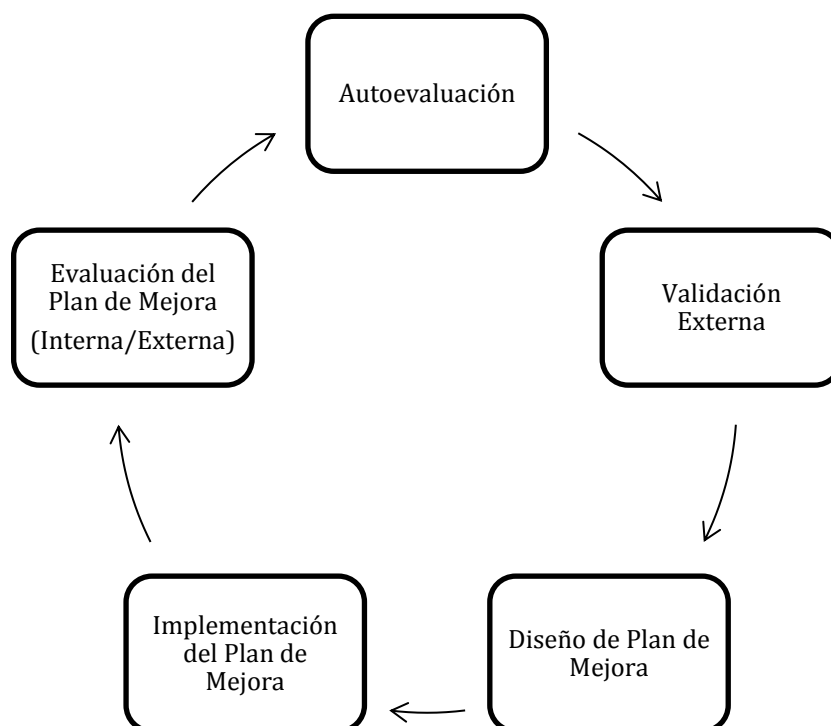 Autoevaluación
Validación
Externa
Diseño de Plan de
Mejora
Implementación
del Plan de
Mejora
Evaluación del
Plan de Mejora
(Interna/Externa)